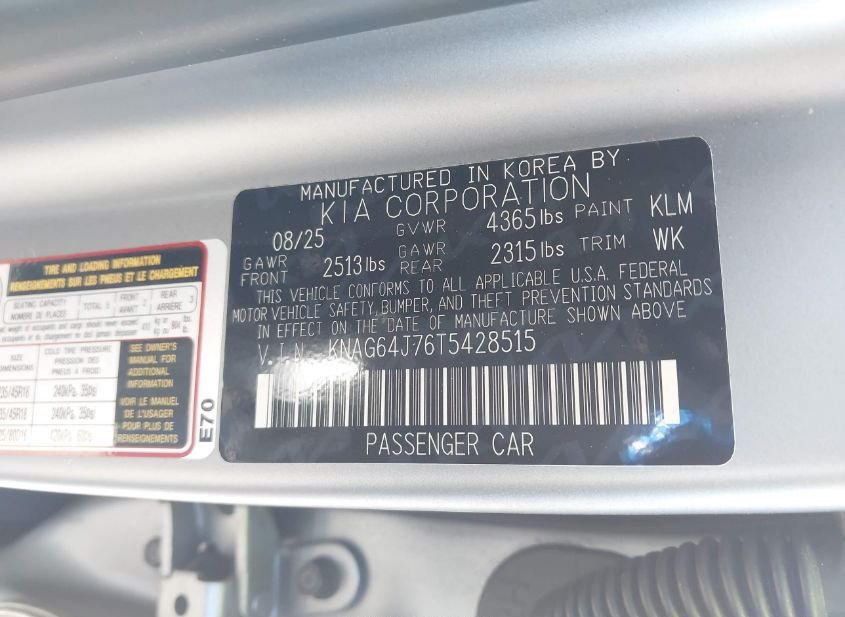 MANUFACTURED IN KOREA BY
KIA CORPORATION
08/25 GVWR 4365 lbs PAINT KLM
GAWR FRONT 2513 lbs GAWR REAR 2315 lbs TRIM WK
THIS VEHICLE CONFORMS TO ALL APPLICABLE U.S.A. FEDERAL
MOTOR VEHICLE SAFETY, BUMPER, AND THEFT PREVENTION STANDARDS
IN EFFECT ON THE DATE OF MANUFACTURE SHOWN ABOVE
V.I.N. KNAG64J76T5428515
PASSENGER CAR
TIRE AND LOADING INFORMATION
RENSEIGNEMENTS SUR LES PNEUS ET LE CHARGEMENT
SEATING CAPACITY TOTAL FRONT 2 REAR 3
NOMBRE DE PLACES AVANT ARRIÈRE
COLD TIRE PRESSURE
PRESSION DES
PNEUS A FROID
240kPa, 35psi
240kPa, 35psi
420kPa, 60psi
SEE OWNER'S
MANUAL FOR
ADDITIONAL
INFORMATION
VOIR LE MANUEL
DE L'USAGER
POUR PLUS DE
RENSEIGNEMENTS
E70